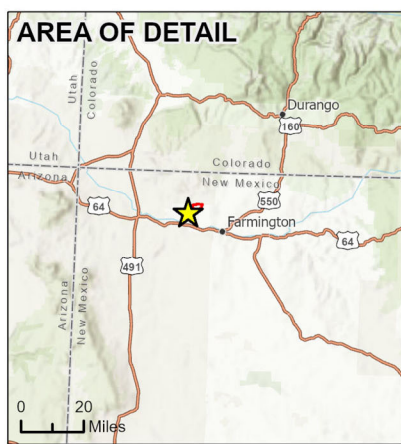 AREA OF DETAIL
Utah
Colorado
Durango
160
Utah
Colorado
Arizona
New Mexico
64
550
Farmington
64
491
Arizona
New Mexico
0 20
Miles